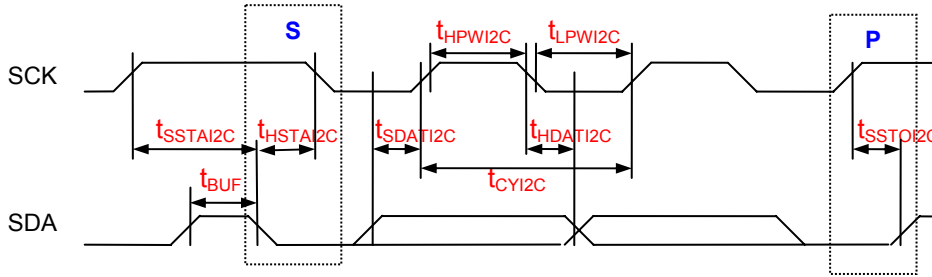 S
P
tHPWI2C
tLPWI2C
SCK
tSSTAI2C
tHSTAI2C
tSDATI2C
tHDATI2C
tSSTOI2C
tBUF
tCYI2C
SDA